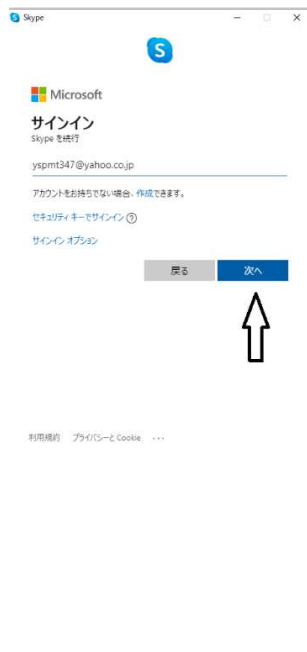 Skype
Microsoft
サインイン
Skype を続行
yspmt347@yahoo.co.jp
アカウントをお持ちでない場合、作成できます。
セキュリティ キーでサインイン
サインイン オプション
戻る 次へ
利用規約 プライバシーと Cookie ...